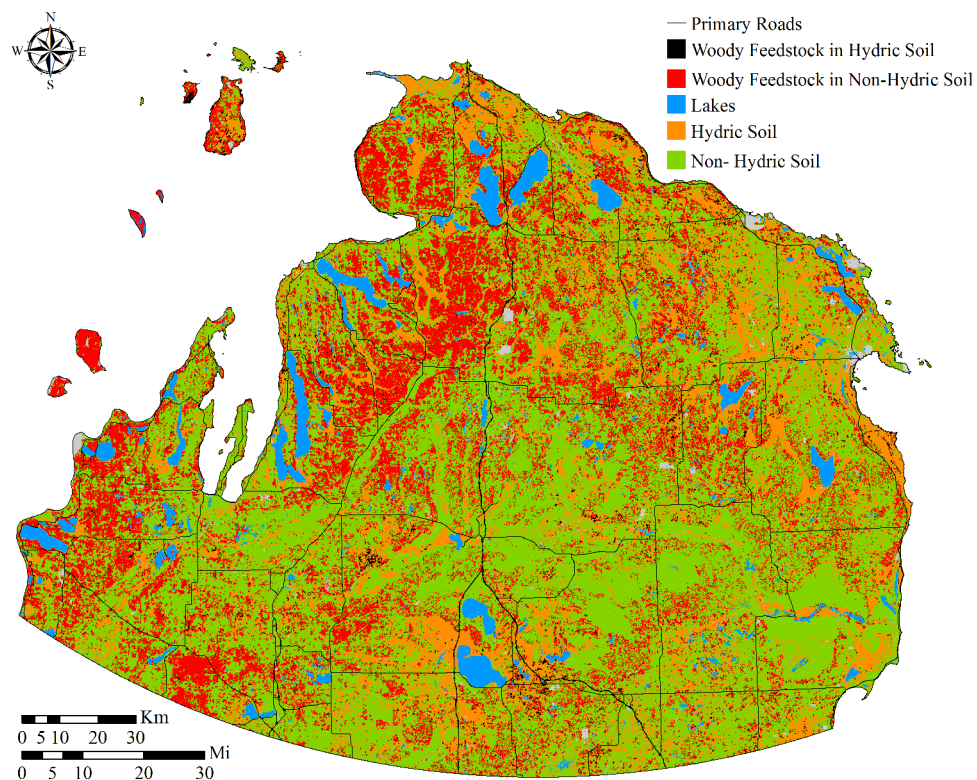 N
W E
S
Primary Roads
Woody Feedstock in Hydric Soil
Woody Feedstock in Non-Hydric Soil
Lakes
Hydric Soil
Non- Hydric Soil
Km
0 5 10 20 30
Mi
0 5 10 20 30